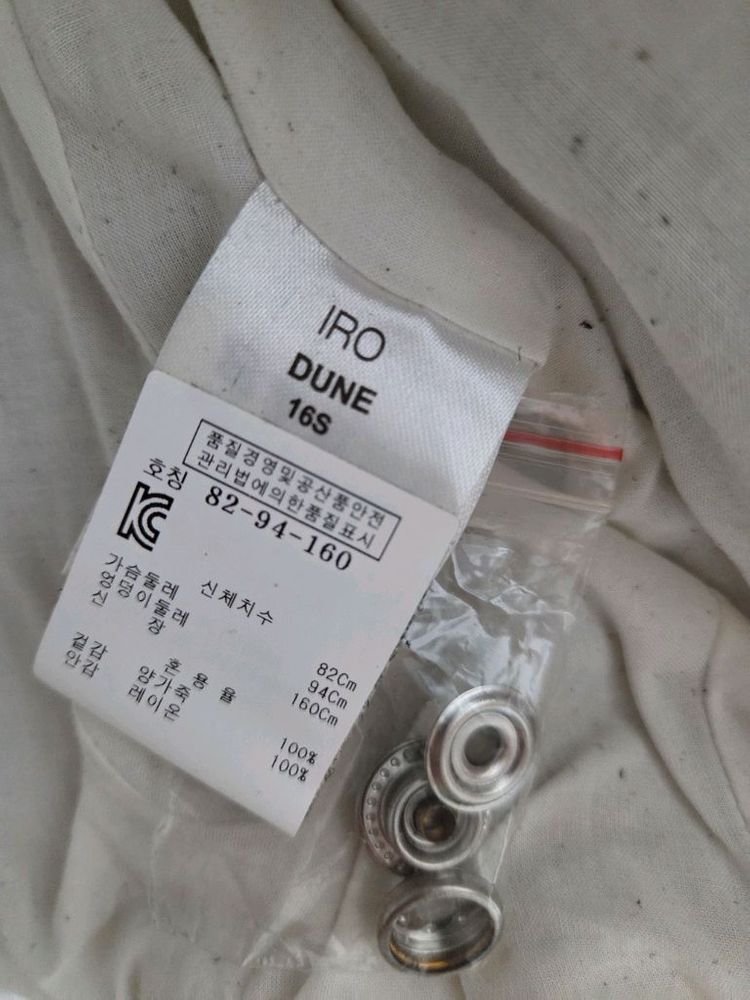 IRO
DUNE
16S
품질경영및공산품안전
관리법에의한품질표시
호칭 82-94-160
신체치수
가슴둘레 82Cm
엉덩이둘레 94Cm
신 장 160Cm
혼 용 율
겉감 양가죽 100%
안감 레이온 100%